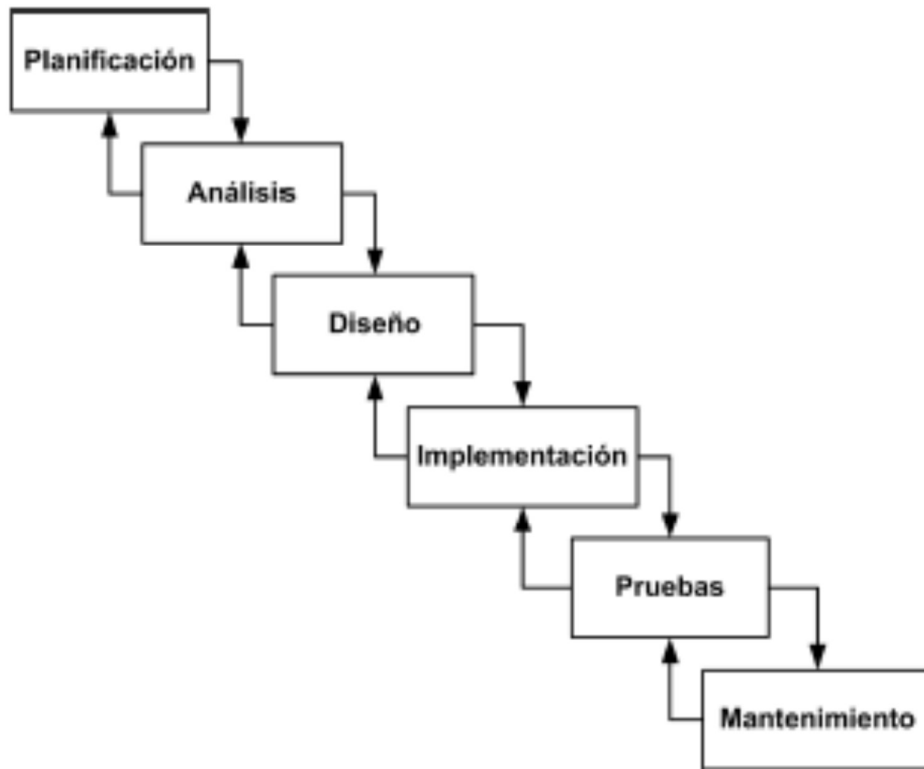 Planificación
Análisis
Diseño
Implementación
Pruebas
Mantenimiento